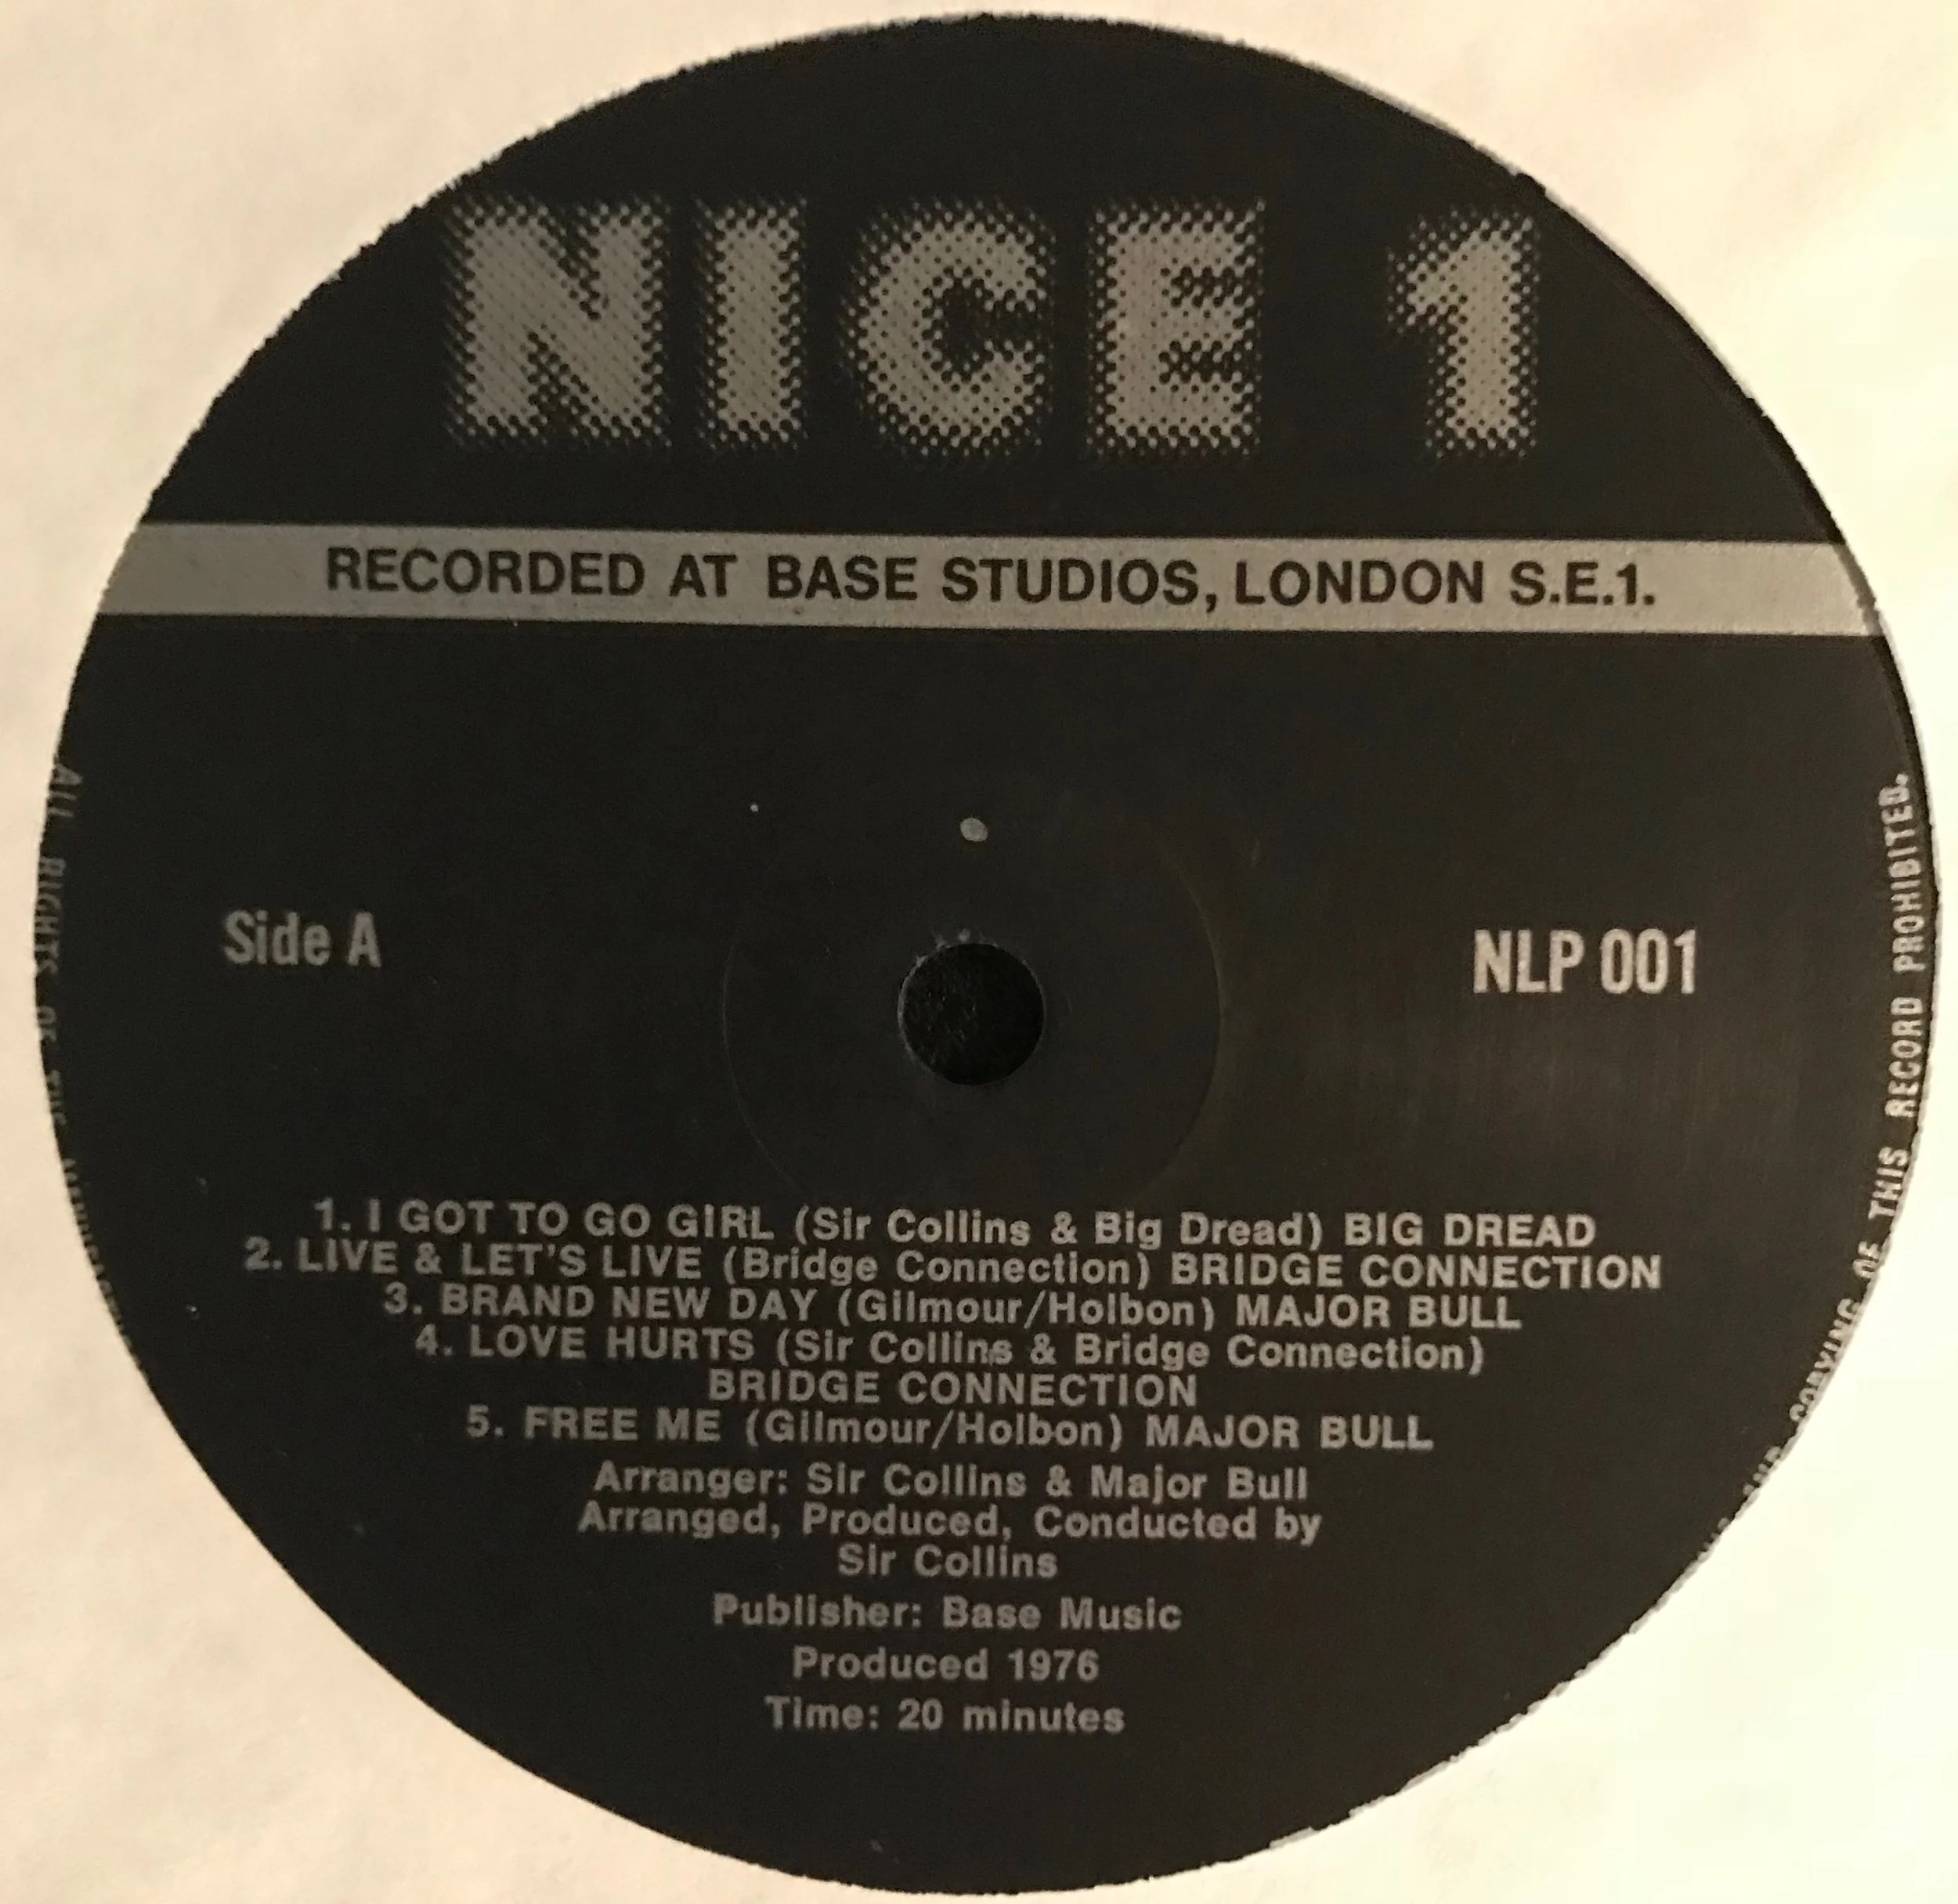 NICE 1
RECORDED AT BASE STUDIOS, LONDON S.E.1.
Side A
NLP 001
1. I GOT TO GO GIRL (Sir Collins & Big Dread) BIG DREAD
2. LIVE & LET'S LIVE (Bridge Connection) BRIDGE CONNECTION
3. BRAND NEW DAY (Gilmour/Holbon) MAJOR BULL
4. LOVE HURTS (Sir Collins & Bridge Connection)
BRIDGE CONNECTION
5. FREE ME (Gilmour/Holbon) MAJOR BULL
Arranger: Sir Collins & Major Bull
Arranged, Produced, Conducted by
Sir Collins
Publisher: Base Music
Produced 1976
Time: 20 minutes
ALL RIGHTS OF THE
COPYING OF THIS RECORD PROHIBITED.